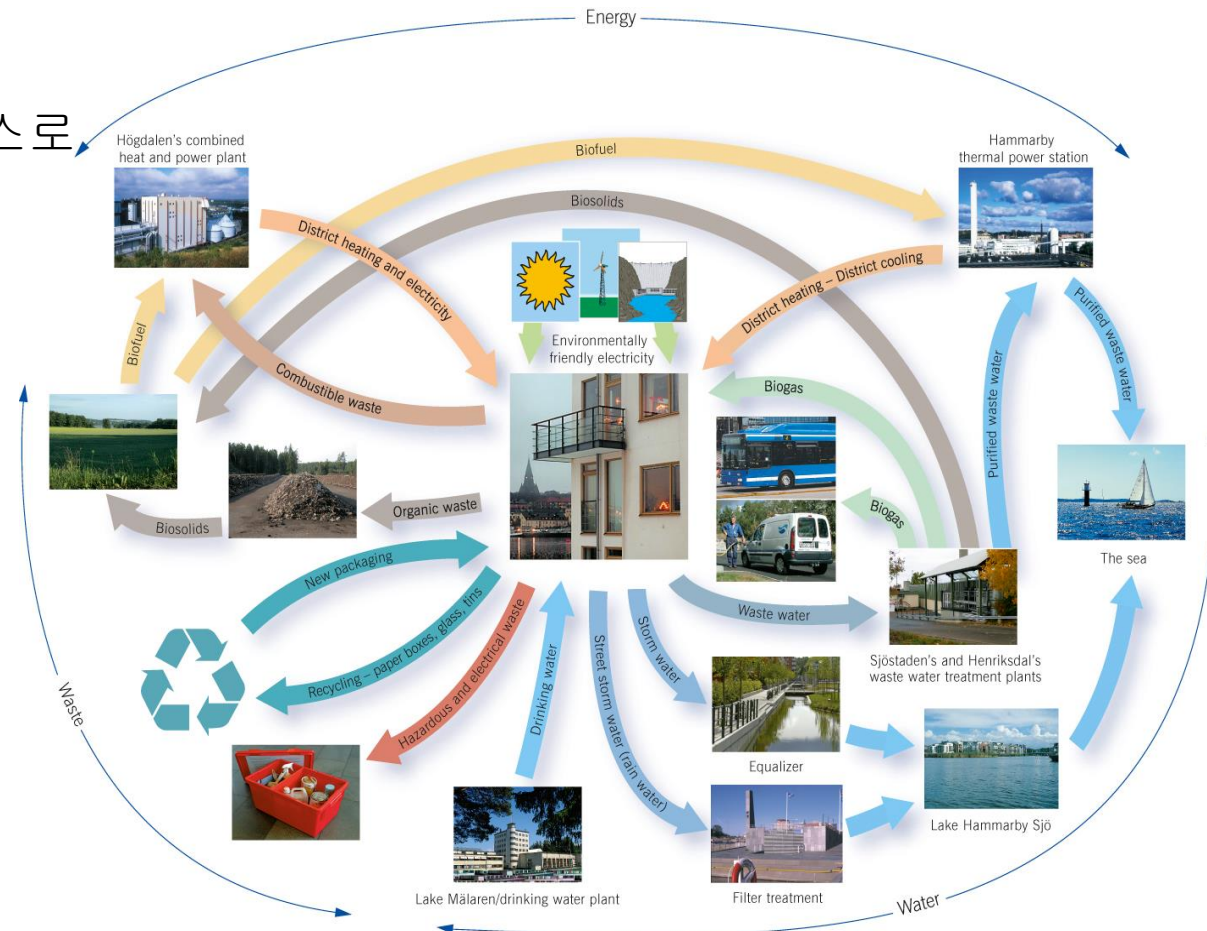 Energy
스로
Högdalen's combined
heat and power plant
Hammarby
thermal power station
Biofuel
Biosolids
District heating and electricity
District heating – District cooling
Environmentally
friendly electricity
Biofuel
Combustible waste
Biogas
Purified waste water
Purified waste water
Organic waste
Biosolids
Biogas
The sea
New packaging
Recycling – paper boxes, glass, tins
Hazardous and electrical waste
Drinking water
Street storm water (rain water)
Storm water
Waste water
Sjöstaden's and Henriksdal's
waste water treatment plants
Waste
Equalizer
Lake Hammarby Sjö
Lake Mälaren/drinking water plant
Filter treatment
Water